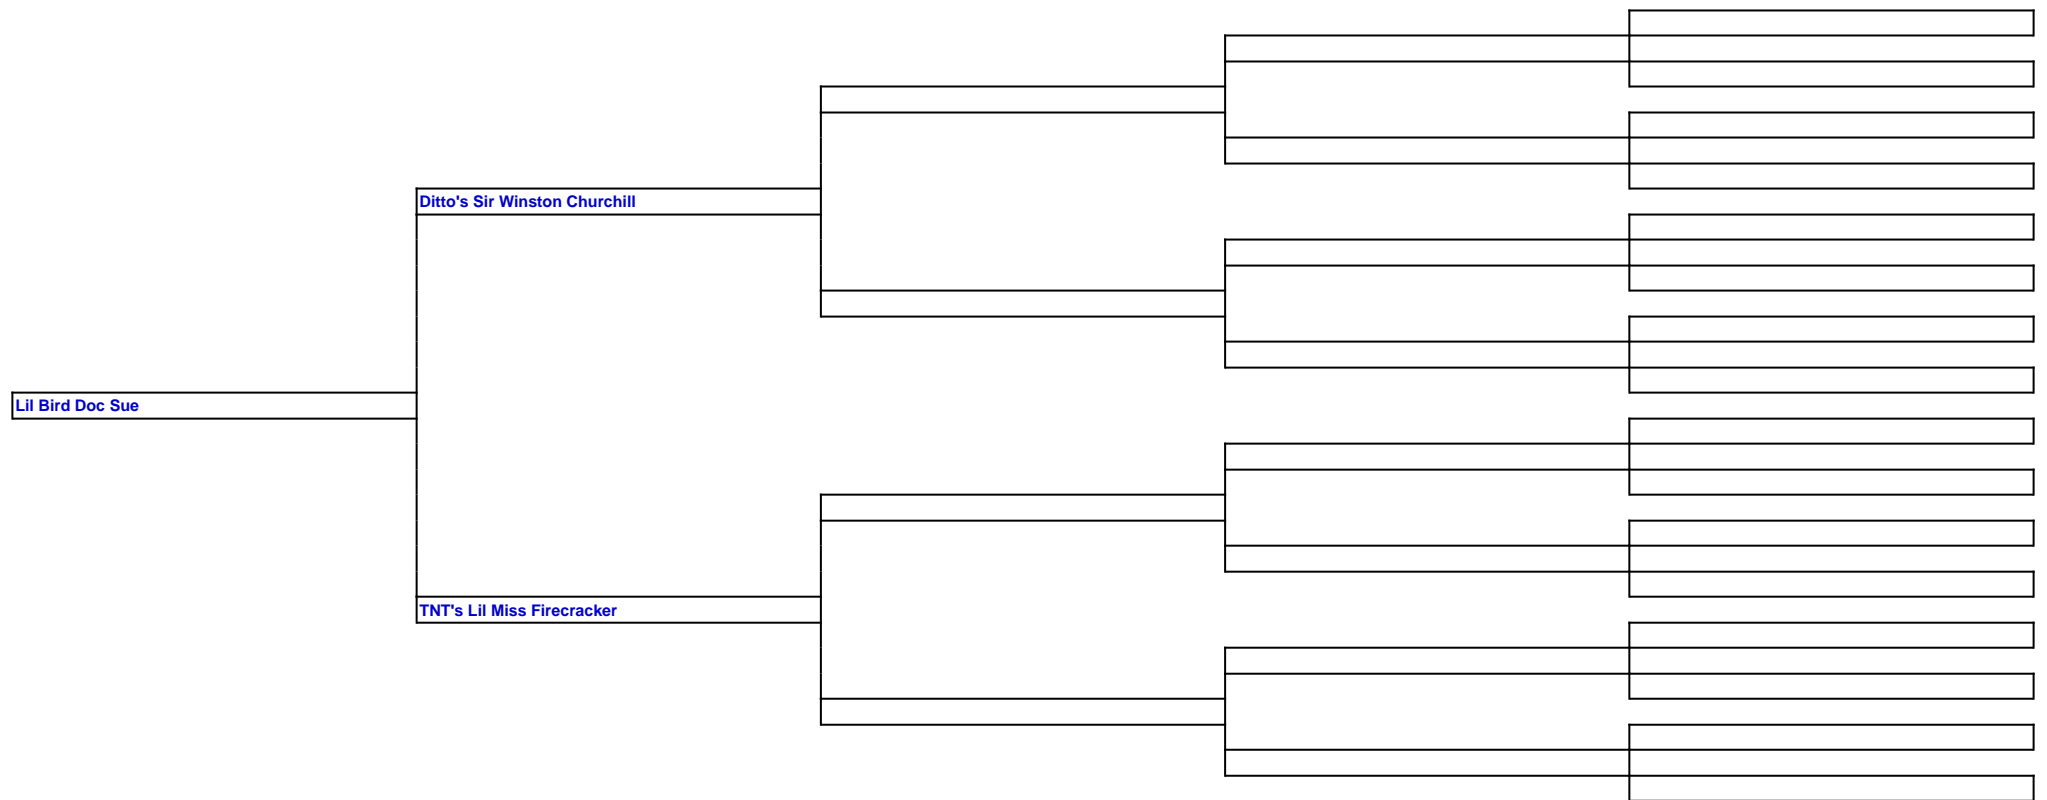 Ditto's Sir Winston Churchill
Lil Bird Doc Sue
TNT's Lil Miss Firecracker